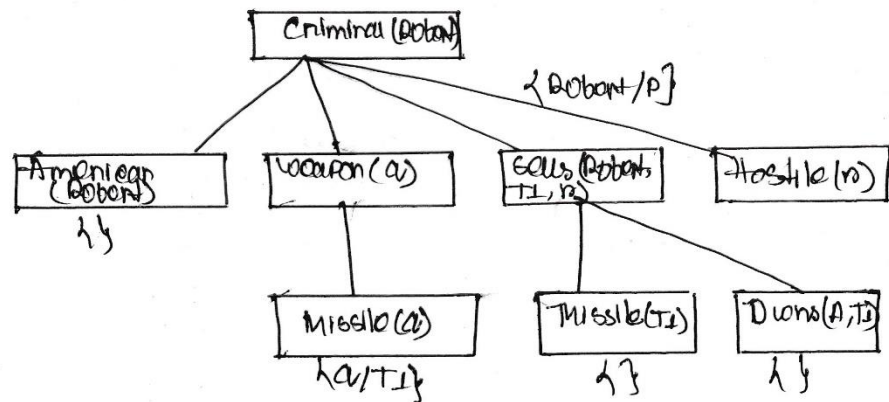 Criminal (Robert)
{Robert/P}
American
(Robert)
Weapon(q)
Sells(Robert,
T1, r)
Hostile(r)
{ }
Missile(q)
Missile(T1)
Owns(A, T1)
{q/T1}
{ }
{ }